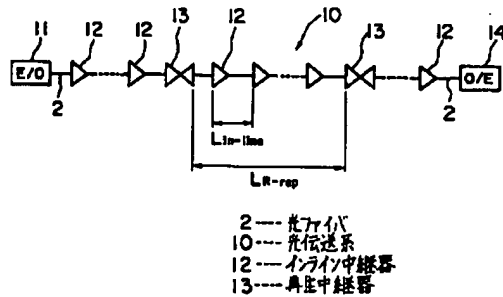 10
11 12 12 13 12 13 12 14
E/O O/E
2 2
Lin-line
LR-rep
2 ---- 光ファイバ
10 ---- 光伝送系
12 ---- インライン中継器
13 ---- 再生中継器